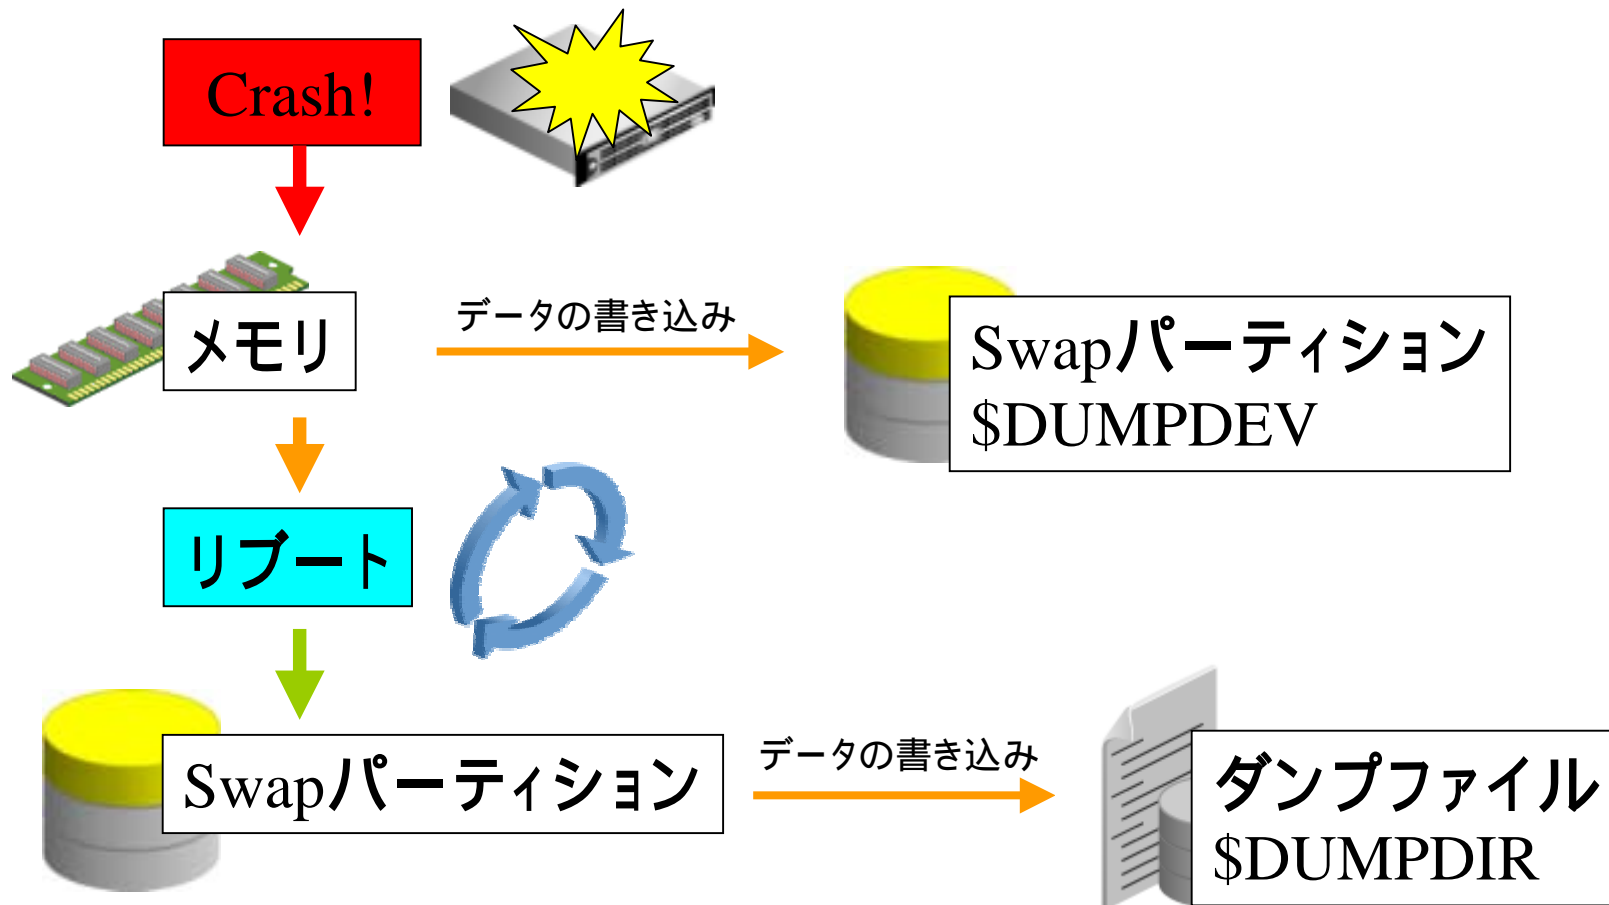 Crash!
メモリ
データの書き込み
Swapパーティション
$DUMPDEV
リブート
Swapパーティション
データの書き込み
ダンプファイル
$DUMPDIR